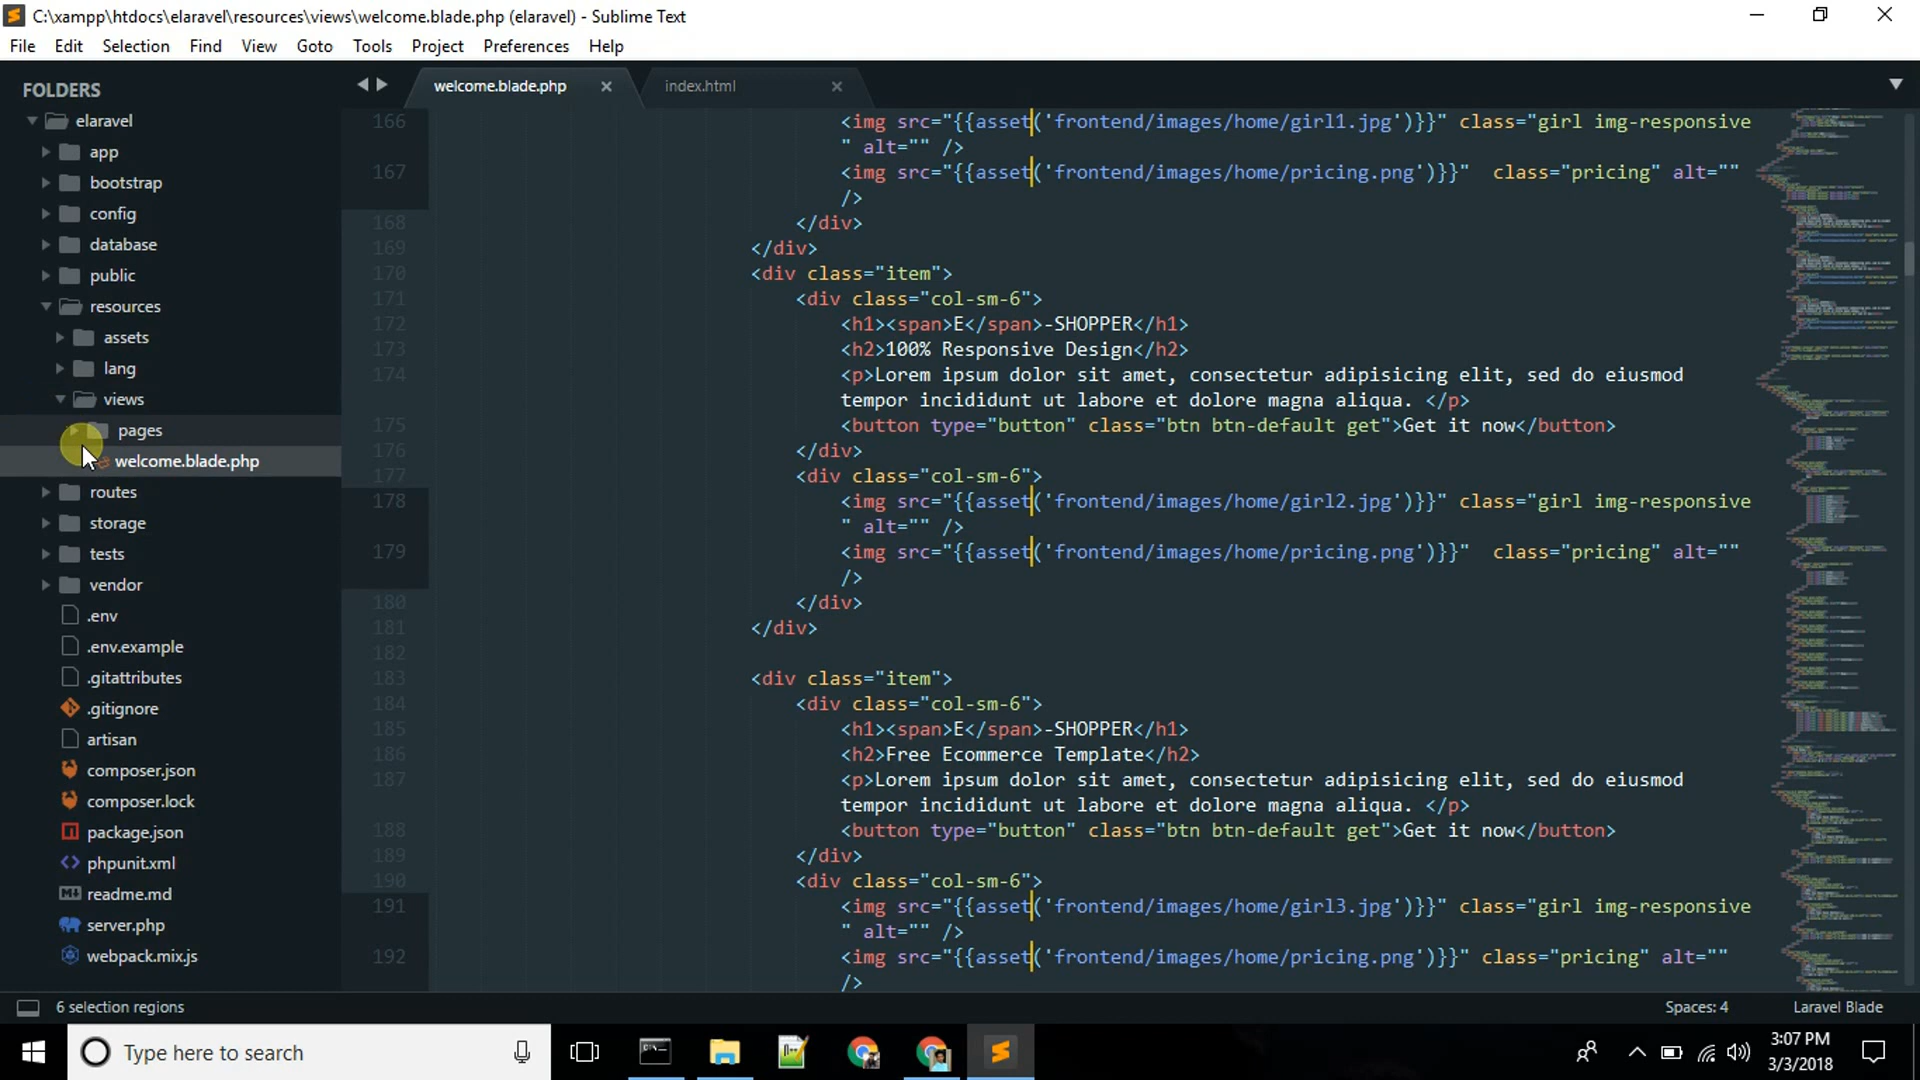 C:\xampp\htdocs\elaravel\resources\views\welcome.blade.php (elaravel) - Sublime Text
File Edit Selection Find View Goto Tools Project Preferences Help
FOLDERS
elaravel
app
bootstrap
config
database
public
resources
assets
lang
views
pages
welcome.blade.php
routes
storage
tests
vendor
.env
.env.example
.gitattributes
.gitignore
artisan
composer.json
composer.lock
package.json
phpunit.xml
readme.md
server.php
webpack.mix.js
welcome.blade.php index.html
166 <img src="{{asset('frontend/images/home/girl1.jpg')}}" class="girl img-responsive
" alt="" />
167 <img src="{{asset('frontend/images/home/pricing.png')}}"  class="pricing" alt=""
/>
168 </div>
169 </div>
170 <div class="item">
171 <div class="col-sm-6">
172 <h1><span>E</span>-SHOPPER</h1>
173 <h2>100% Responsive Design</h2>
174 <p>Lorem ipsum dolor sit amet, consectetur adipisicing elit, sed do eiusmod
tempor incididunt ut labore et dolore magna aliqua. </p>
175 <button type="button" class="btn btn-default get">Get it now</button>
176 </div>
177 <div class="col-sm-6">
178 <img src="{{asset('frontend/images/home/girl2.jpg')}}" class="girl img-responsive
" alt="" />
179 <img src="{{asset('frontend/images/home/pricing.png')}}"  class="pricing" alt=""
/>
180 </div>
181 </div>
182
183 <div class="item">
184 <div class="col-sm-6">
185 <h1><span>E</span>-SHOPPER</h1>
186 <h2>Free Ecommerce Template</h2>
187 <p>Lorem ipsum dolor sit amet, consectetur adipisicing elit, sed do eiusmod
tempor incididunt ut labore et dolore magna aliqua. </p>
188 <button type="button" class="btn btn-default get">Get it now</button>
189 </div>
190 <div class="col-sm-6">
191 <img src="{{asset('frontend/images/home/girl3.jpg')}}" class="girl img-responsive
" alt="" />
192 <img src="{{asset('frontend/images/home/pricing.png')}}" class="pricing" alt=""
/>
6 selection regions Spaces: 4 Laravel Blade
Type here to search
3:07 PM
3/3/2018